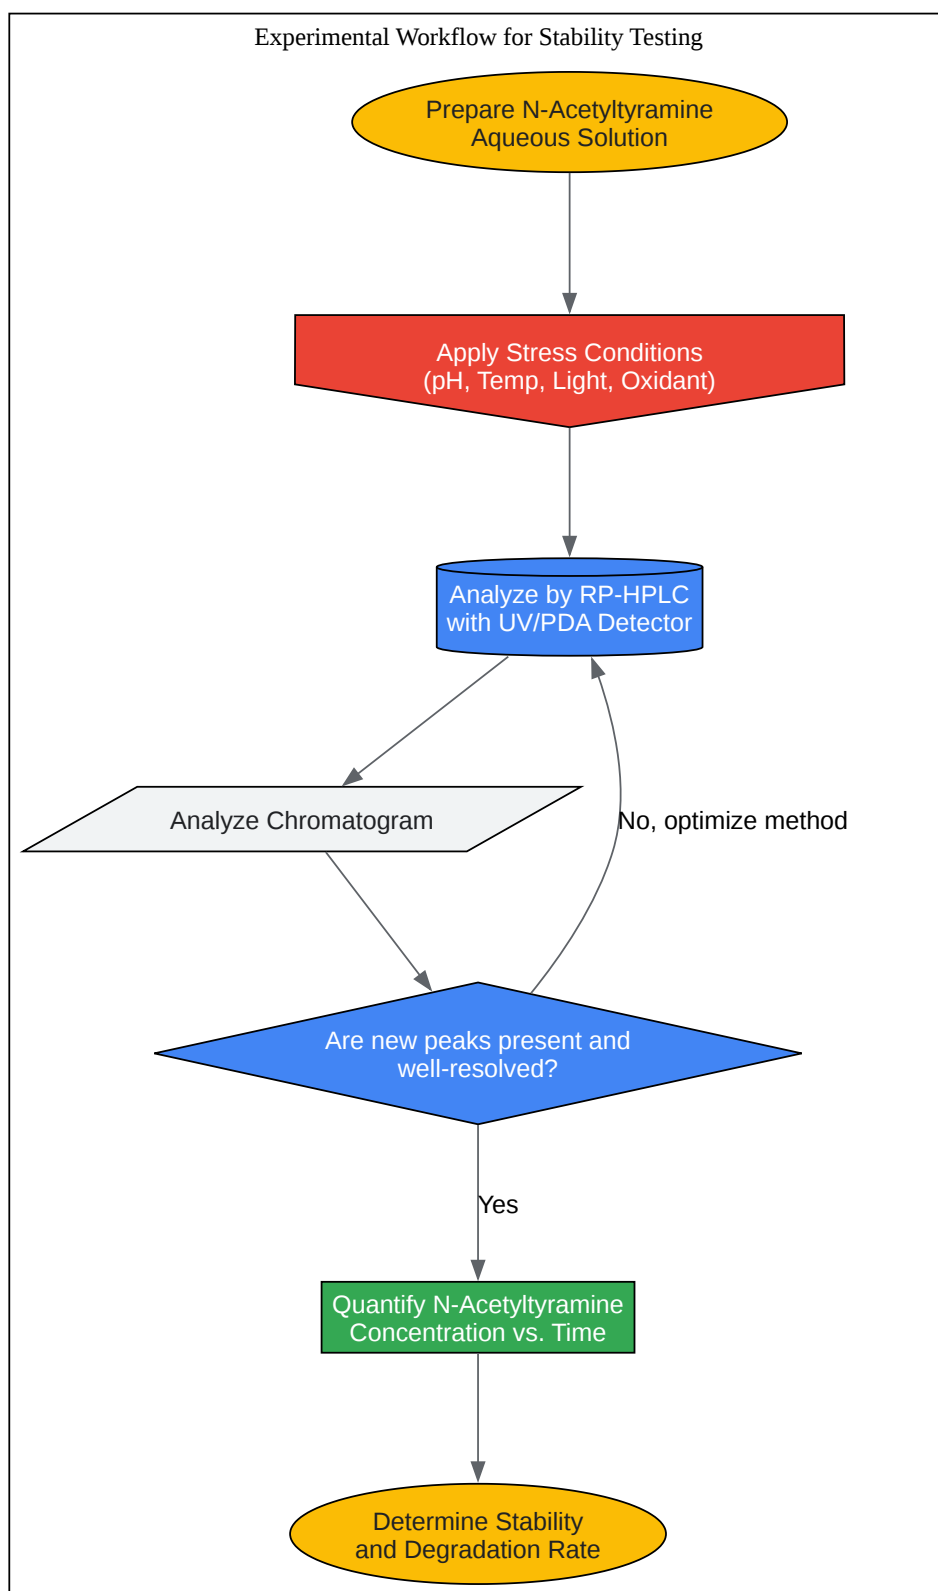 Experimental Workflow for Stability Testing
Prepare N-Acetyltyramine
Aqueous Solution
Apply Stress Conditions
(pH, Temp, Light, Oxidant)
Analyze by RP-HPLC
with UV/PDA Detector
Analyze Chromatogram
No, optimize method
Are new peaks present and
well-resolved?
Yes
Quantify N-Acetyltyramine
Concentration vs. Time
Determine Stability
and Degradation Rate